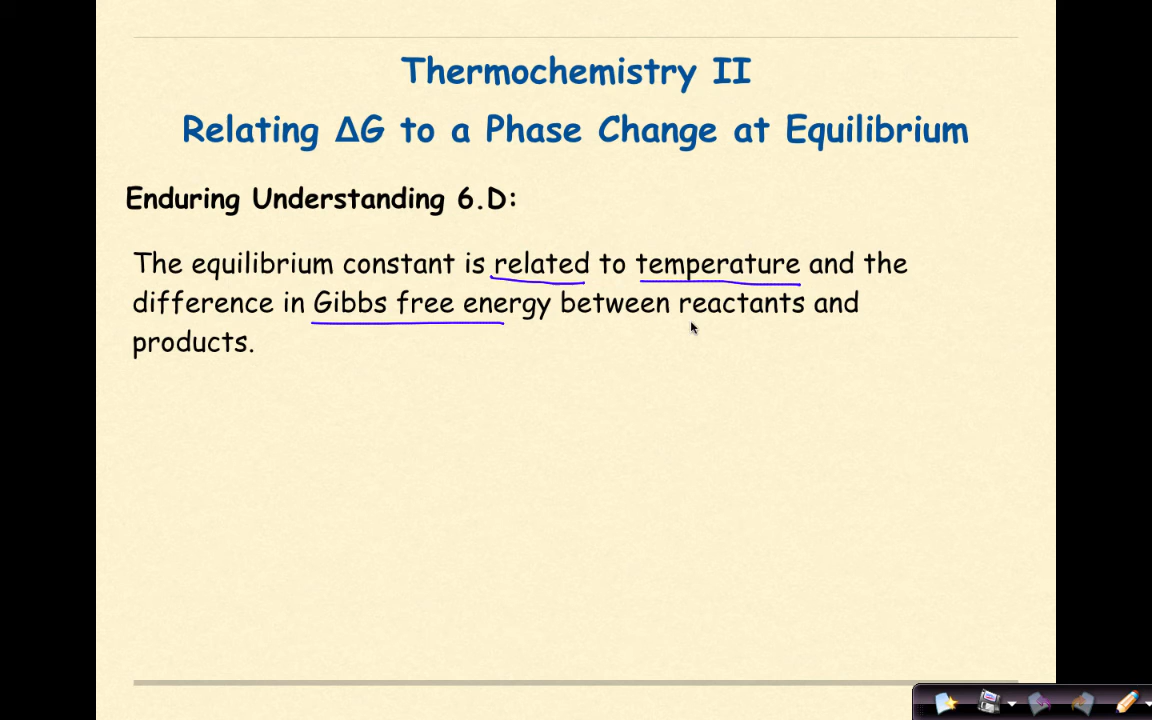 Thermochemistry II
Relating ΔG to a Phase Change at Equilibrium
Enduring Understanding 6.D:
The equilibrium constant is related to temperature and the
difference in Gibbs free energy between reactants and
products.